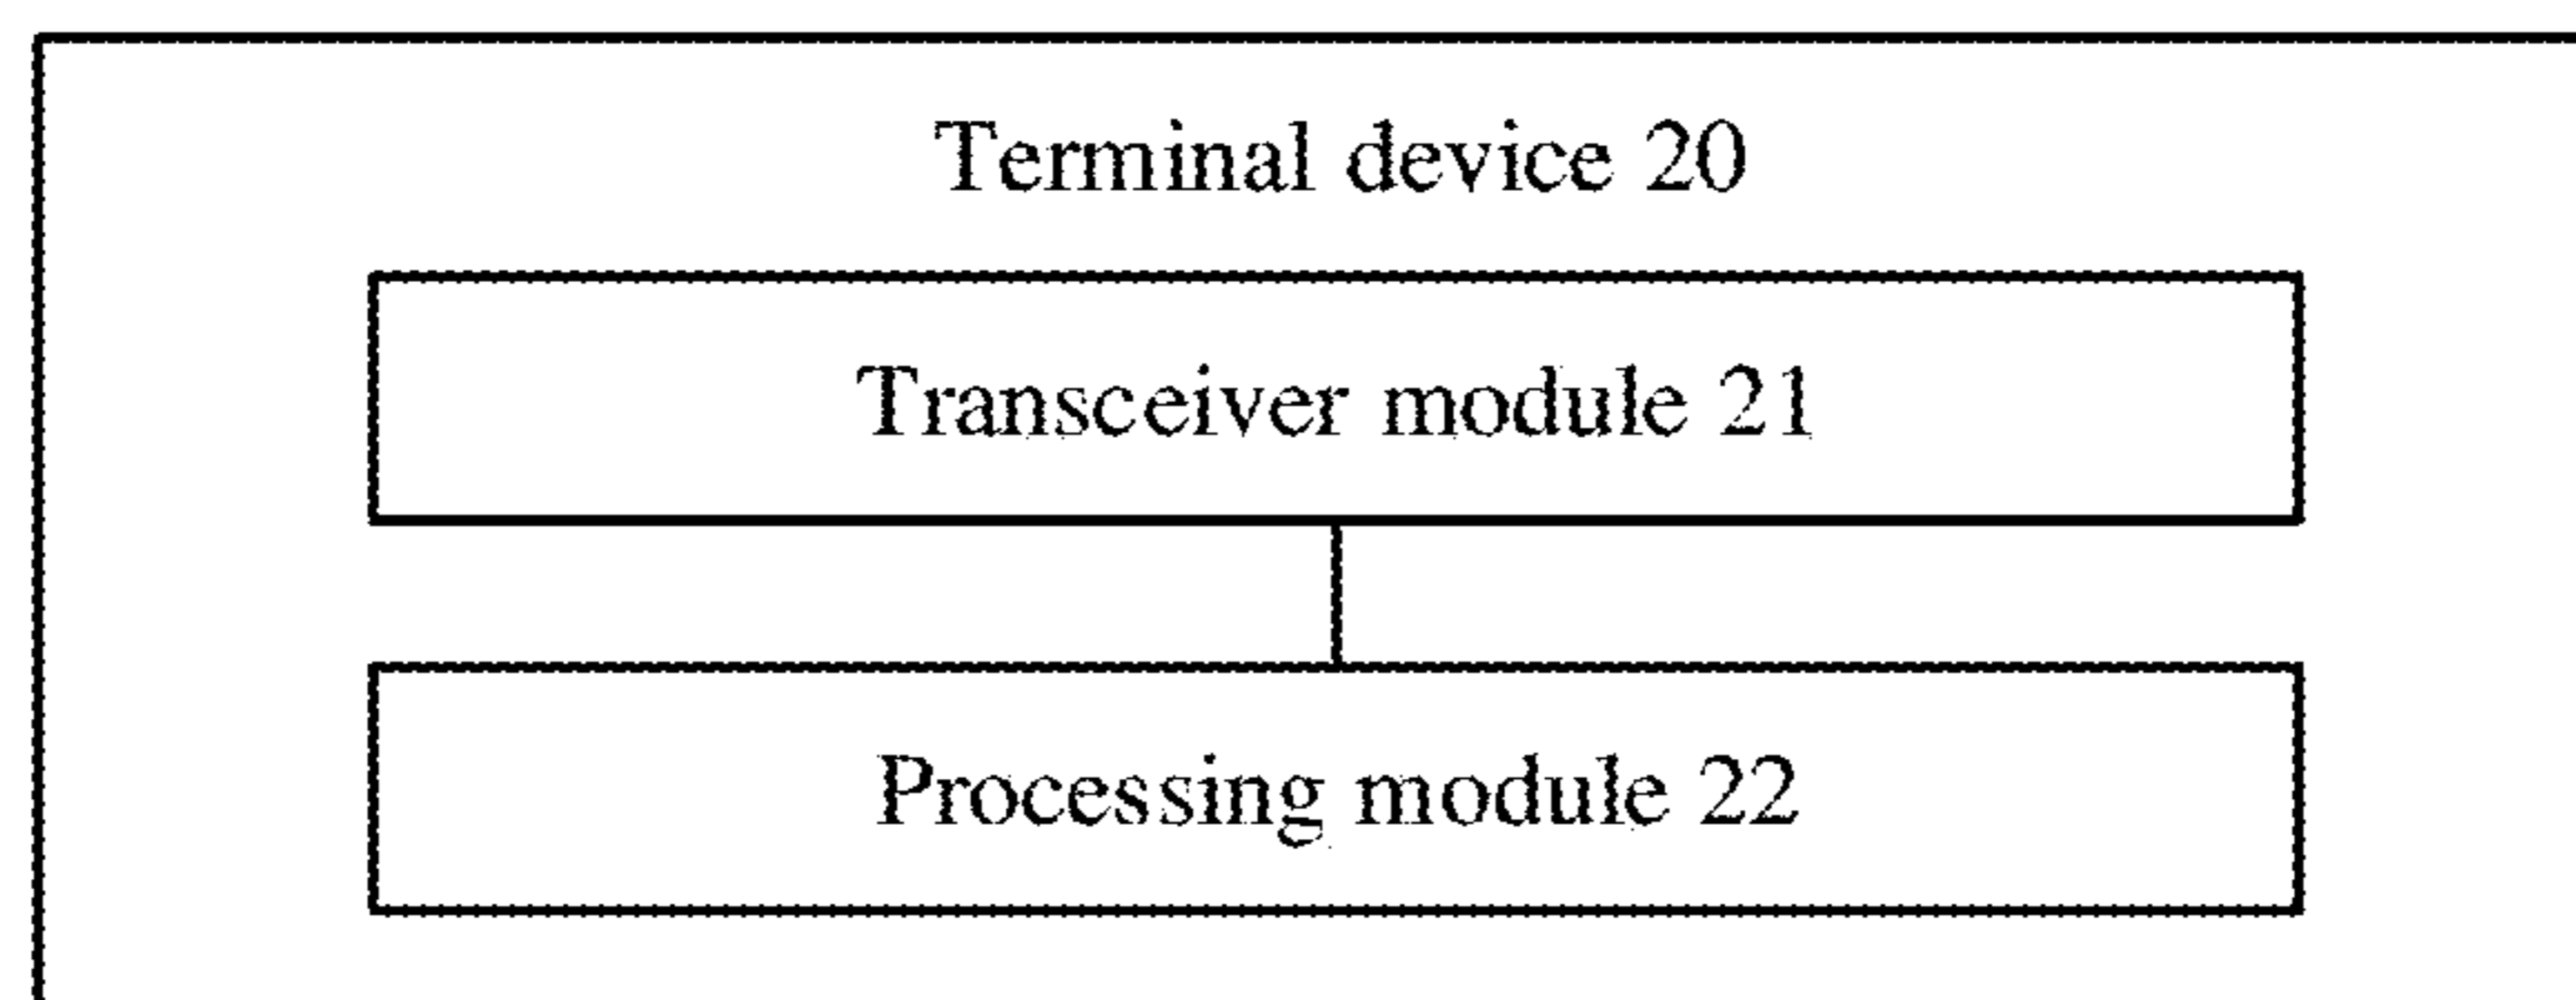 Terminal device 20
Transceiver module 21
Processing module 22